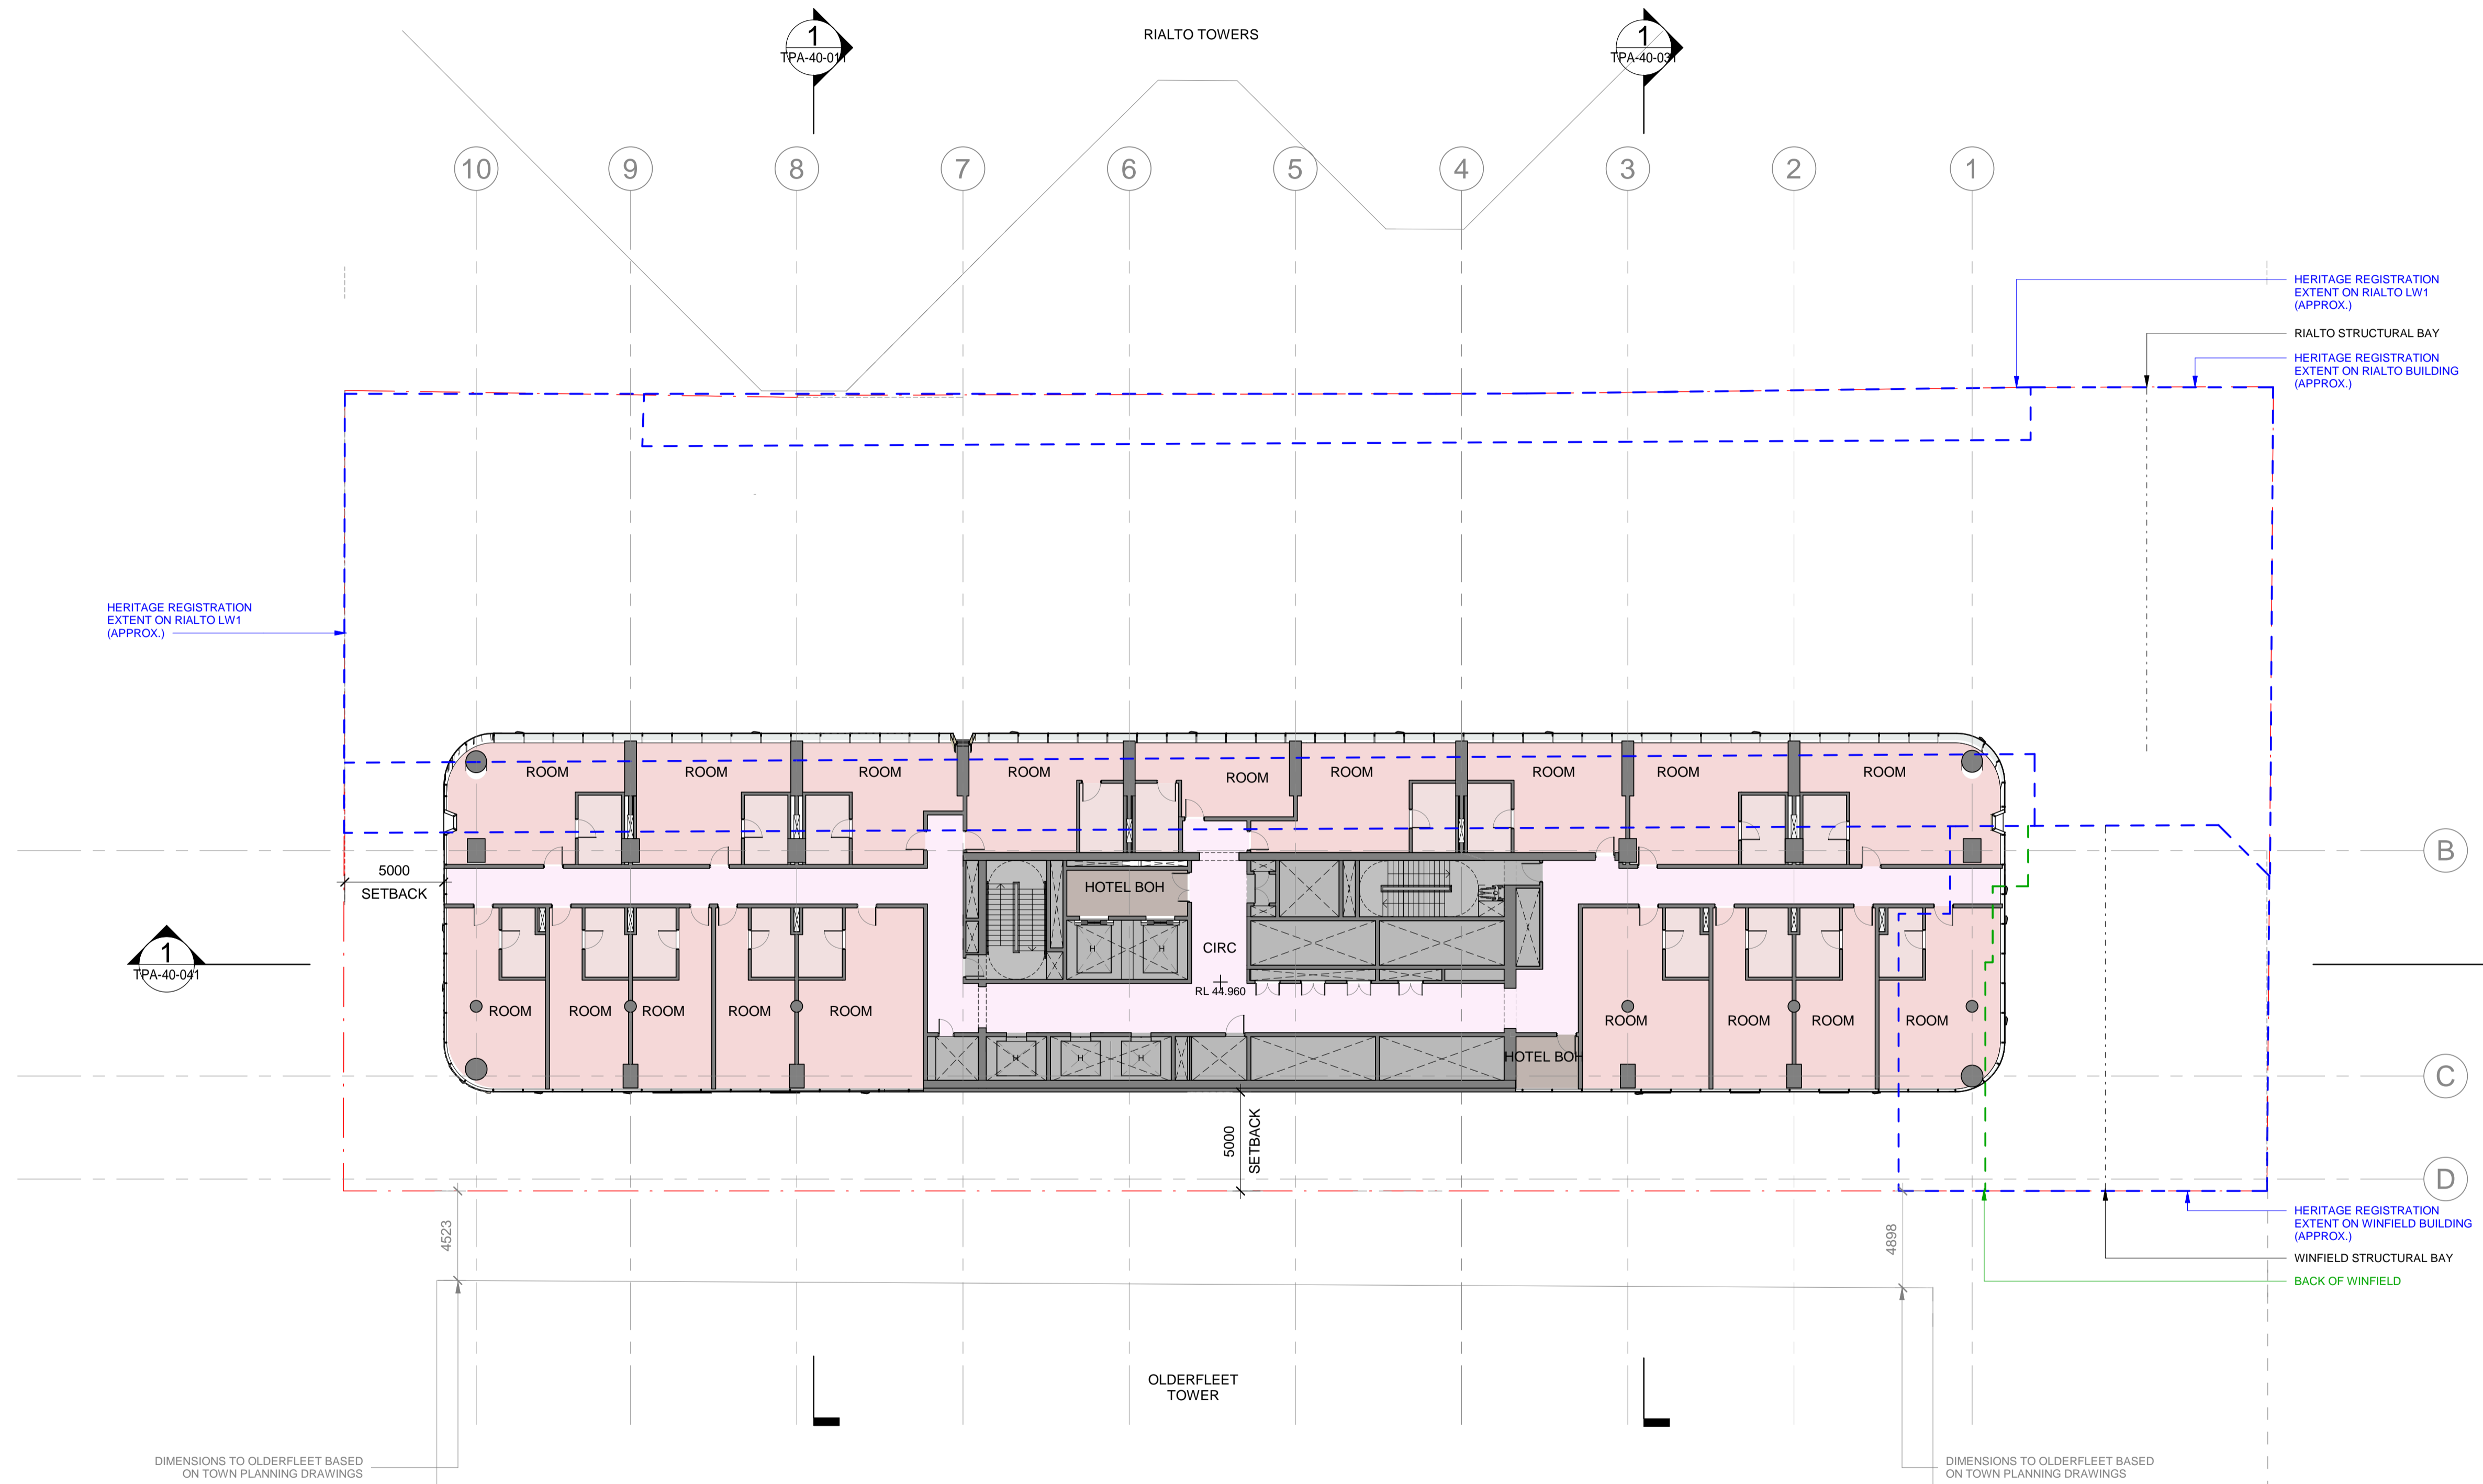 RIALTO TOWERS
1
TPA-40-011
1
TPA-40-031
10
9
8
7
6
5
4
3
2
1
HERITAGE REGISTRATION
EXTENT ON RIALTO LW1
(APPROX.)
RIALTO STRUCTURAL BAY
HERITAGE REGISTRATION
EXTENT ON RIALTO BUILDING
(APPROX.)
HERITAGE REGISTRATION
EXTENT ON RIALTO LW1
(APPROX.)
ROOM
ROOM
ROOM
ROOM
ROOM
ROOM
ROOM
ROOM
ROOM
B
5000
SETBACK
HOTEL BOH
1
TPA-40-041
H
H
CIRC
RL 44.960
ROOM
ROOM
ROOM
ROOM
ROOM
ROOM
ROOM
ROOM
ROOM
H
H
H
HOTEL BOH
C
5000
SETBACK
D
4523
4898
HERITAGE REGISTRATION
EXTENT ON WINFIELD BUILDING
(APPROX.)
WINFIELD STRUCTURAL BAY
BACK OF WINFIELD
OLDERFLEET
TOWER
DIMENSIONS TO OLDERFLEET BASED
ON TOWN PLANNING DRAWINGS
DIMENSIONS TO OLDERFLEET BASED
ON TOWN PLANNING DRAWINGS